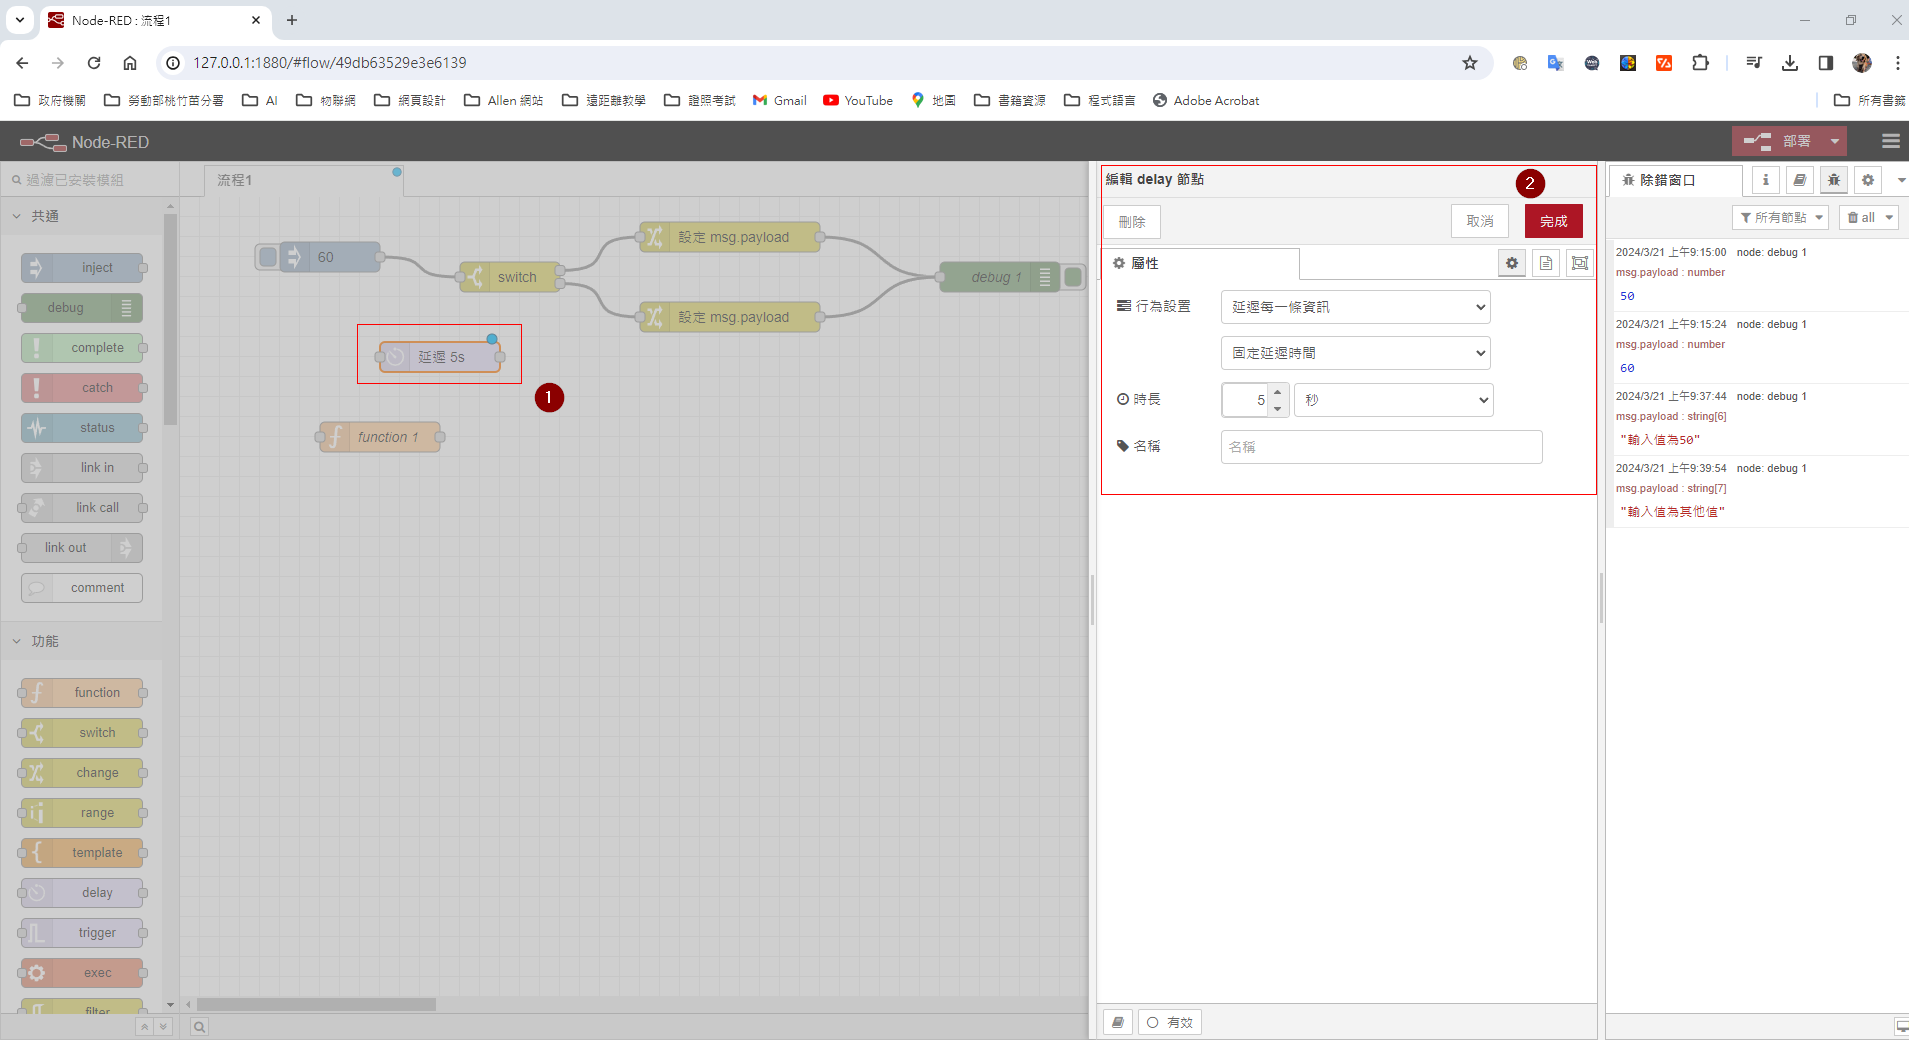 Node-RED : 流程1
127.0.0.1:1880/#flow/49db63529e3e6139
政府機關
勞動部桃竹苗分署
AI
物聯網
網頁設計
Allen 網站
遠距離教學
證照考試
Gmail
YouTube
地圖
書籍資源
程式語言
Adobe Acrobat
所有書籤
Node-RED
部署
過濾已安裝模組
共通
inject
debug
complete
catch
status
link in
link call
link out
comment
功能
function
switch
change
range
template
delay
trigger
exec
filter
流程1
60
switch
設定 msg.payload
設定 msg.payload
debug 1
延遲 5s
1
function 1
編輯 delay 節點
2
刪除
取消
完成
屬性
行為設置
延遲每一條資訊
固定延遲時間
時長
5
秒
名稱
名稱
有效
除錯窗口
所有節點
all
2024/3/21 上午9:15:00 node: debug 1
msg.payload : number
50
2024/3/21 上午9:15:24 node: debug 1
msg.payload : number
60
2024/3/21 上午9:37:44 node: debug 1
msg.payload : string[6]
"輸入值為50"
2024/3/21 上午9:39:54 node: debug 1
msg.payload : string[7]
"輸入值為其他值"